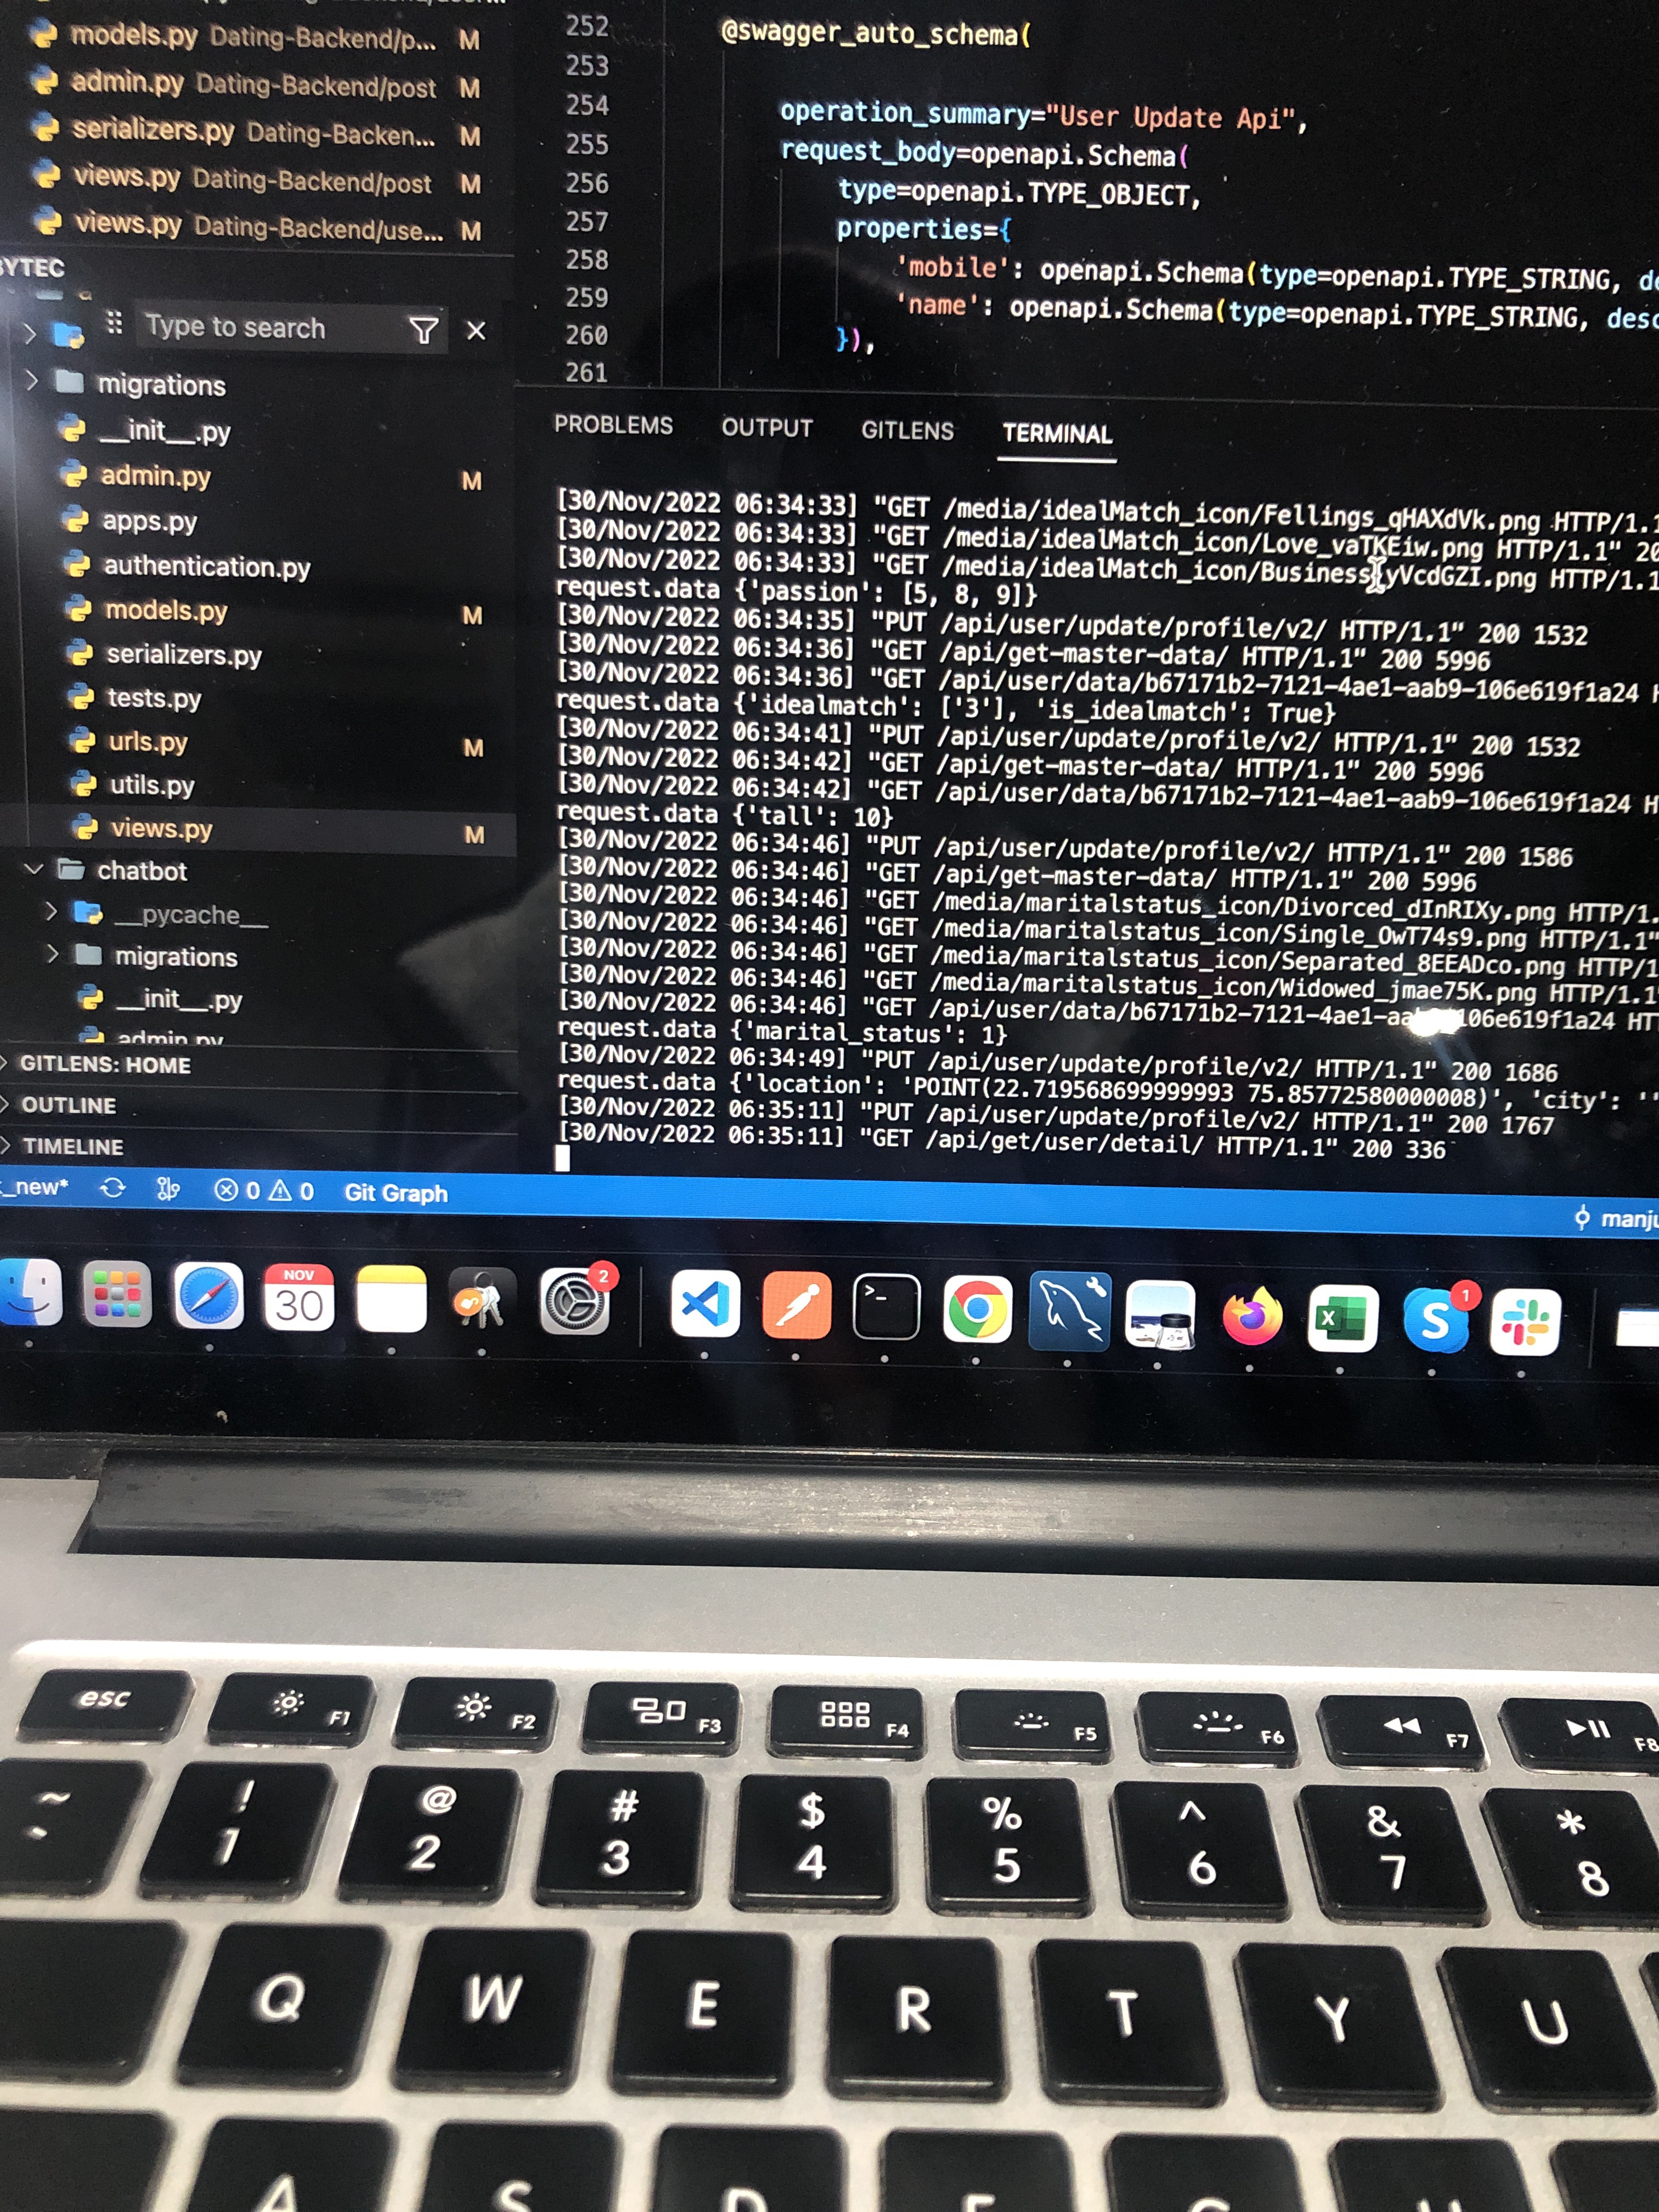 models.py Dating-Backend/p... M
admin.py Dating-Backend/post M
serializers.py Dating-Backen... M
views.py Dating-Backend/post M
views.py Dating-Backend/use... M
BYTEC
Type to search
migrations
__init__.py
admin.py M
apps.py
authentication.py
models.py M
serializers.py
tests.py
urls.py M
utils.py
views.py M
chatbot
__pycache__
migrations
__init__.py
admin.py
GITLENS: HOME
OUTLINE
TIMELINE
252 @swagger_auto_schema(
253
254 operation_summary="User Update Api",
255 request_body=openapi.Schema(
256 type=openapi.TYPE_OBJECT,
257 properties={
258 'mobile': openapi.Schema(type=openapi.TYPE_STRING, de
259 'name': openapi.Schema(type=openapi.TYPE_STRING, desc
260 }),
261
PROBLEMS OUTPUT GITLENS TERMINAL
[30/Nov/2022 06:34:33] "GET /media/idealMatch_icon/Fellings_qHAXdVk.png HTTP/1.1
[30/Nov/2022 06:34:33] "GET /media/idealMatch_icon/Love_vaTKEiw.png HTTP/1.1" 20
[30/Nov/2022 06:34:33] "GET /media/idealMatch_icon/Business_yVcdGZI.png HTTP/1.1
request.data {'passion': [5, 8, 9]}
[30/Nov/2022 06:34:35] "PUT /api/user/update/profile/v2/ HTTP/1.1" 200 1532
[30/Nov/2022 06:34:36] "GET /api/get-master-data/ HTTP/1.1" 200 5996
[30/Nov/2022 06:34:36] "GET /api/user/data/b67171b2-7121-4ae1-aab9-106e619f1a24 H
request.data {'idealmatch': ['3'], 'is_idealmatch': True}
[30/Nov/2022 06:34:41] "PUT /api/user/update/profile/v2/ HTTP/1.1" 200 1532
[30/Nov/2022 06:34:42] "GET /api/get-master-data/ HTTP/1.1" 200 5996
[30/Nov/2022 06:34:42] "GET /api/user/data/b67171b2-7121-4ae1-aab9-106e619f1a24 H
request.data {'tall': 10}
[30/Nov/2022 06:34:46] "PUT /api/user/update/profile/v2/ HTTP/1.1" 200 1586
[30/Nov/2022 06:34:46] "GET /api/get-master-data/ HTTP/1.1" 200 5996
[30/Nov/2022 06:34:46] "GET /media/maritalstatus_icon/Divorced_dInRIXy.png HTTP/1.
[30/Nov/2022 06:34:46] "GET /media/maritalstatus_icon/Single_OwT74s9.png HTTP/1.1"
[30/Nov/2022 06:34:46] "GET /media/maritalstatus_icon/Separated_8EEADco.png HTTP/1
[30/Nov/2022 06:34:46] "GET /media/maritalstatus_icon/Widowed_jmae75K.png HTTP/1.1
[30/Nov/2022 06:34:46] "GET /api/user/data/b67171b2-7121-4ae1-aab9-106e619f1a24 HT
request.data {'marital_status': 1}
[30/Nov/2022 06:34:49] "PUT /api/user/update/profile/v2/ HTTP/1.1" 200 1686
request.data {'location': 'POINT(22.719568699999993 75.85772580000008)', 'city': ''
[30/Nov/2022 06:35:11] "PUT /api/user/update/profile/v2/ HTTP/1.1" 200 1767
[30/Nov/2022 06:35:11] "GET /api/get/user/detail/ HTTP/1.1" 200 336
_new* 0 0 Git Graph manju
NOV
30
2
1
S
X
esc F1 F2 F3 F4 F5 F6 F7 F8
~ ! @ # $ % ^ & *
1 2 3 4 5 6 7 8
Q W E R T Y U
A S D F